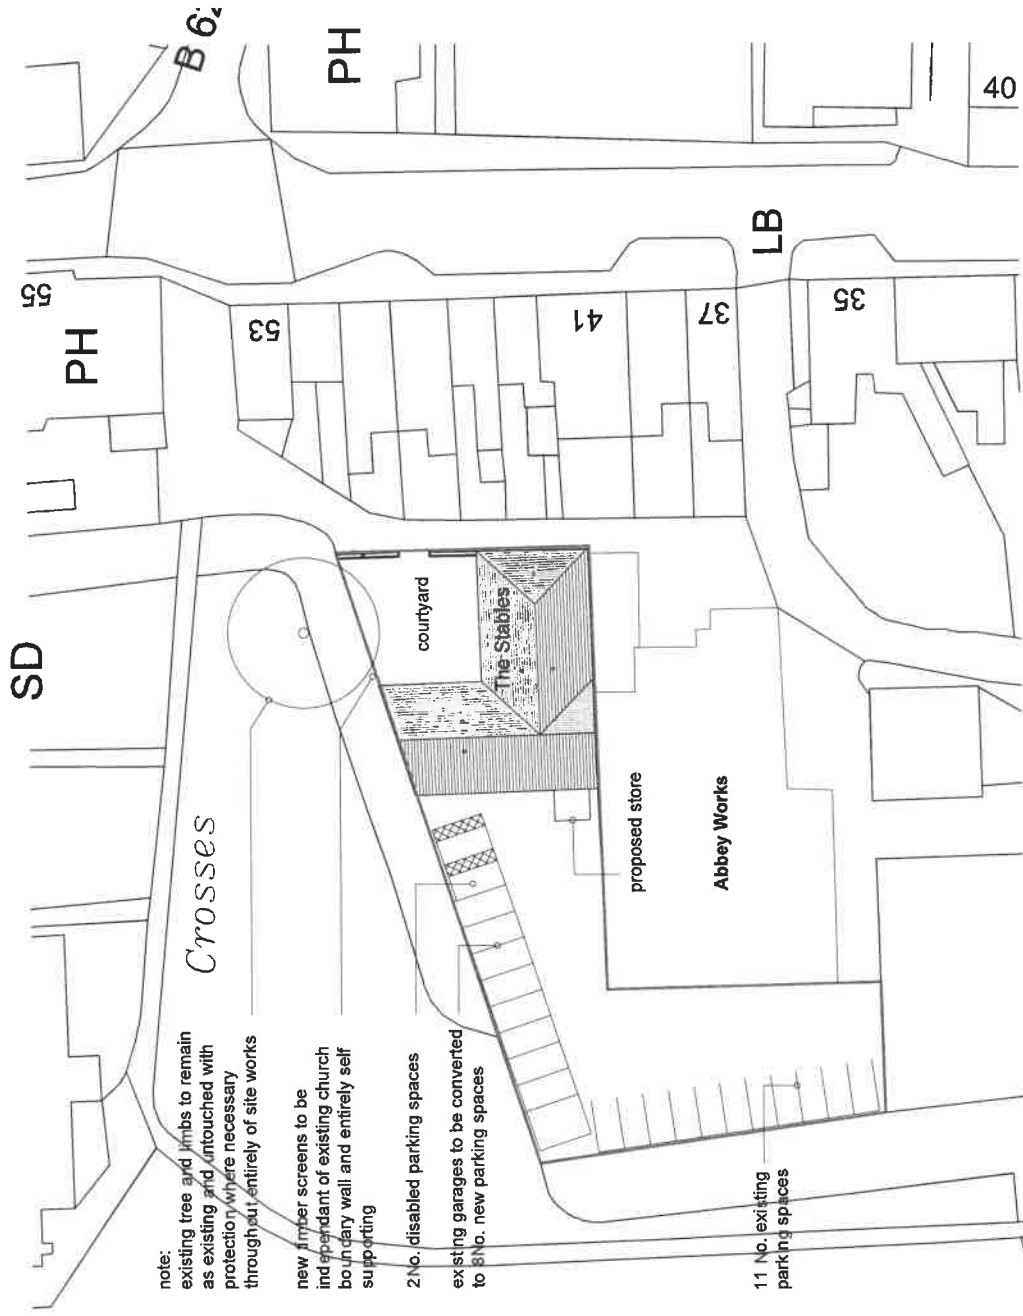 B 62
PH
40
55
PH
53
LB
41
37
35
SD
courtyard
The Stables
Crosses
proposed store
Abbey Works
note:
existing tree and limbs to remain
as existing and untouched with
protection where necessary
throughout entirely of site works
new timber screens to be
independant of existing church
boundary wall and entirely self
supporting
2No. disabled parking spaces
existing garages to be converted
to 8No. new parking spaces
11 No. existing
parking spaces